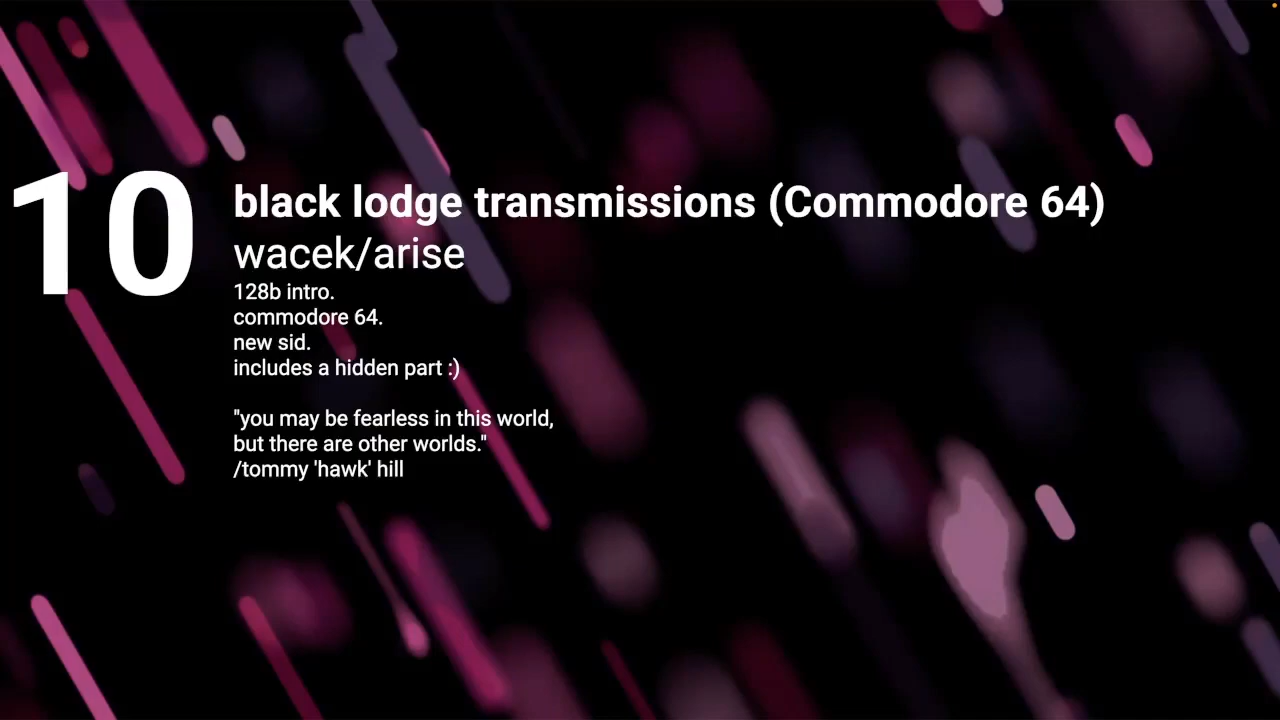 10
black lodge transmissions (Commodore 64)
wacek/arise
128b intro.
commodore 64.
new sid.
includes a hidden part :)
"you may be fearless in this world,
but there are other worlds."
/tommy 'hawk' hill